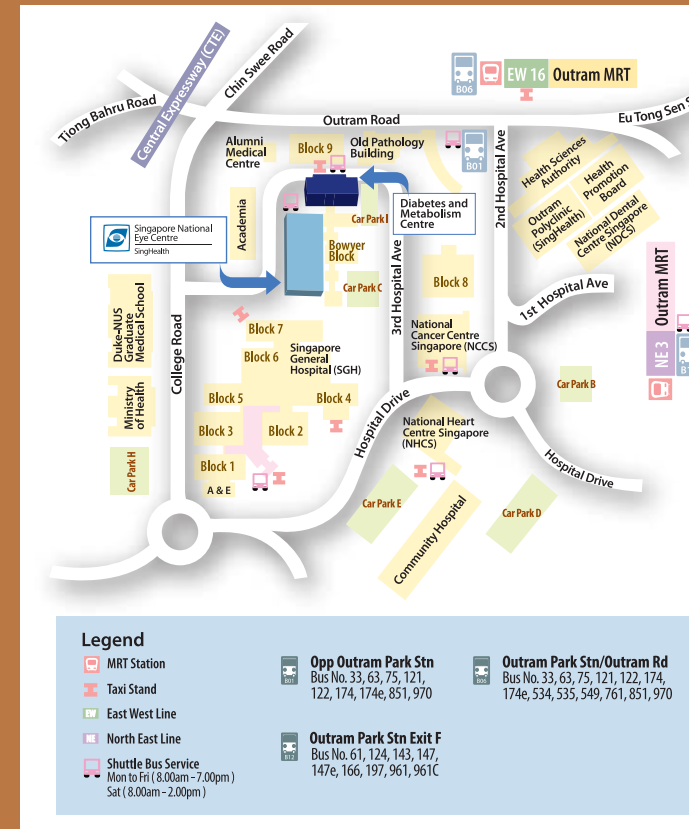 Central Expressway (CTE)
Chin Swee Road
Tiong Bahru Road
B06
EW 16 Outram MRT
Outram Road
Eu Tong Sen S
Alumni
Medical
Centre
Block 9
Old Pathology
Building
B01
2nd Hospital Ave
Health Sciences
Authority
Health
Promotion
Board
Outram
Polyclinic
(SingHealth)
National Dental
Centre Singapore
(NDCS)
Academia
Singapore National
Eye Centre
SingHealth
Car Park
Diabetes and
Metabolism
Centre
Bowyer
Block
Car Park C
3rd Hospital Ave
Block 8
1st Hospital Ave
Outram MRT
NE 3
Duke-NUS
Graduate
Medical School
College Road
Block 7
Block 6
Singapore
General
Hospital (SGH)
National
Cancer Centre
Singapore (NCCS)
Ministry
of Health
Block 5
Block 4
Block 3
Block 2
Hospital Drive
Car Park B
National Heart
Centre Singapore
(NHCS)
Block 1
A & E
Car Park H
Hospital Drive
Car Park E
Community Hospital
Car Park D
Legend
MRT Station
Taxi Stand
EW East West Line
NE North East Line
Shuttle Bus Service
Mon to Fri ( 8.00am – 7.00pm )
Sat ( 8.00am – 2.00pm )
B01
Opp Outram Park Stn
Bus No. 33, 63, 75, 121,
122, 174, 174e, 851, 970
B12
Outram Park Stn Exit F
Bus No. 61, 124, 143, 147,
147e, 166, 197, 961, 961C
B06
Outram Park Stn/Outram Rd
Bus No. 33, 63, 75, 121, 122, 174,
174e, 534, 535, 549, 761, 851, 970